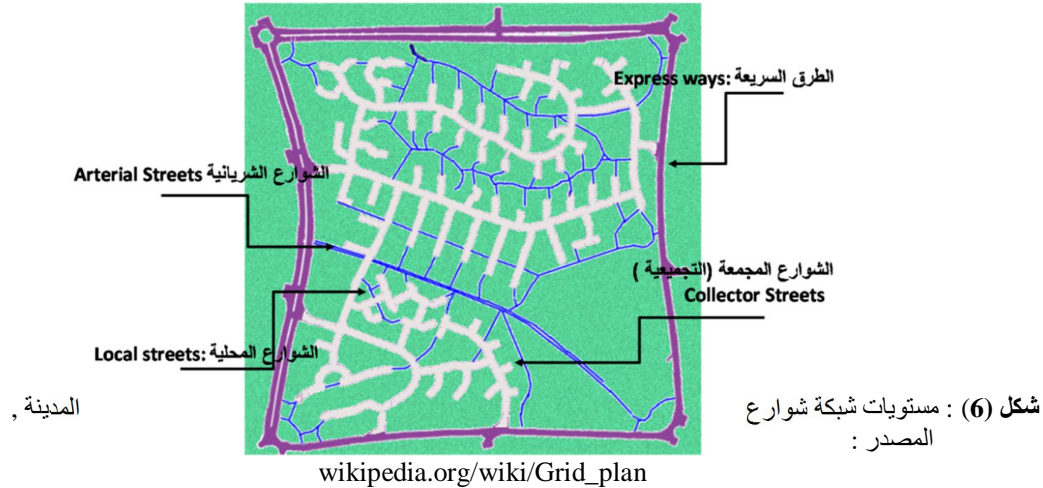 الطرق السريعة :Express ways
الشوارع الشريانية Arterial Streets
الشوارع المجمعة (التجميعية )
Collector Streets
الشوارع المحلية :Local streets
شكل (6) : مستويات شبكة شوارع المدينة ,
المصدر :
wikipedia.org/wiki/Grid_plan